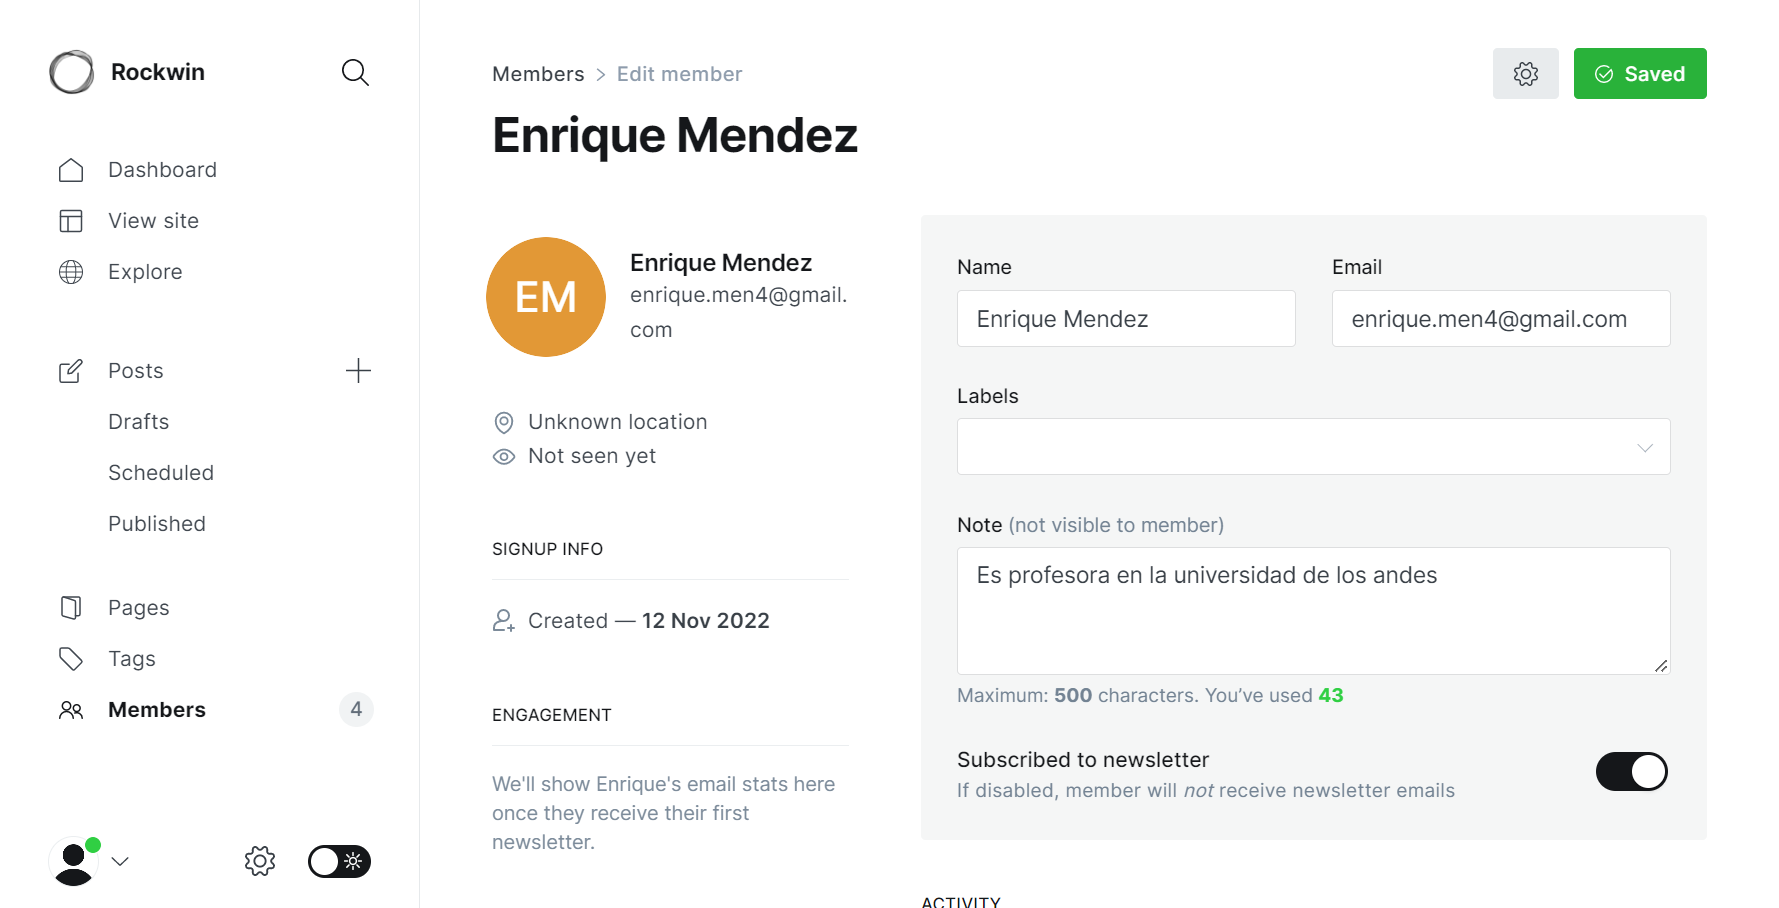 Rockwin
Dashboard
View site
Explore
Posts
Drafts
Scheduled
Published
Pages
Tags
Members 4
Members > Edit member
Saved
Enrique Mendez
EM
Enrique Mendez
enrique.men4@gmail.
com
Unknown location
Not seen yet
SIGNUP INFO
Created — 12 Nov 2022
ENGAGEMENT
We'll show Enrique's email stats here
once they receive their first
newsletter.
Name
Enrique Mendez
Email
enrique.men4@gmail.com
Labels
Note (not visible to member)
Es profesora en la universidad de los andes
Maximum: 500 characters. You’ve used 43
Subscribed to newsletter
If disabled, member will not receive newsletter emails
ACTIVITY